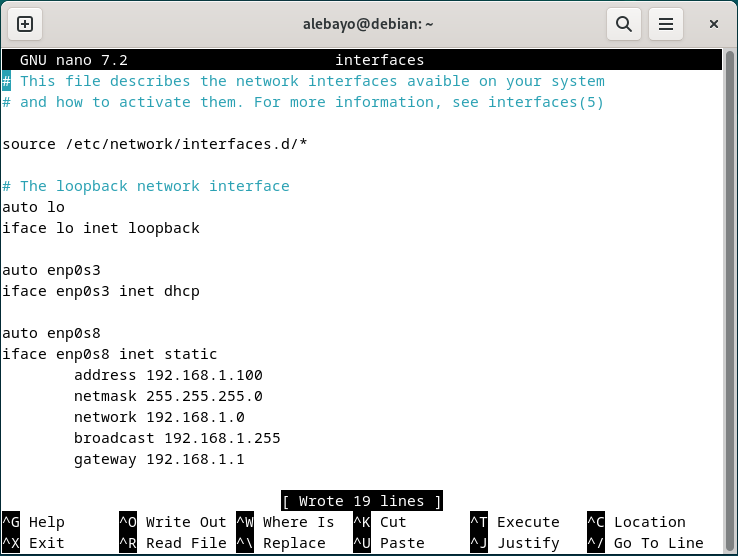 alebayo@debian: ~
GNU nano 7.2 interfaces
# This file describes the network interfaces avaible on your system
# and how to activate them. For more information, see interfaces(5)
source /etc/network/interfaces.d/*
# The loopback network interface
auto lo
iface lo inet loopback
auto enp0s3
iface enp0s3 inet dhcp
auto enp0s8
iface enp0s8 inet static
address 192.168.1.100
netmask 255.255.255.0
network 192.168.1.0
broadcast 192.168.1.255
gateway 192.168.1.1
[ Wrote 19 lines ]
^G Help ^O Write Out ^W Where Is ^K Cut ^T Execute ^C Location
^X Exit ^R Read File ^\ Replace ^U Paste ^J Justify ^/ Go To Line